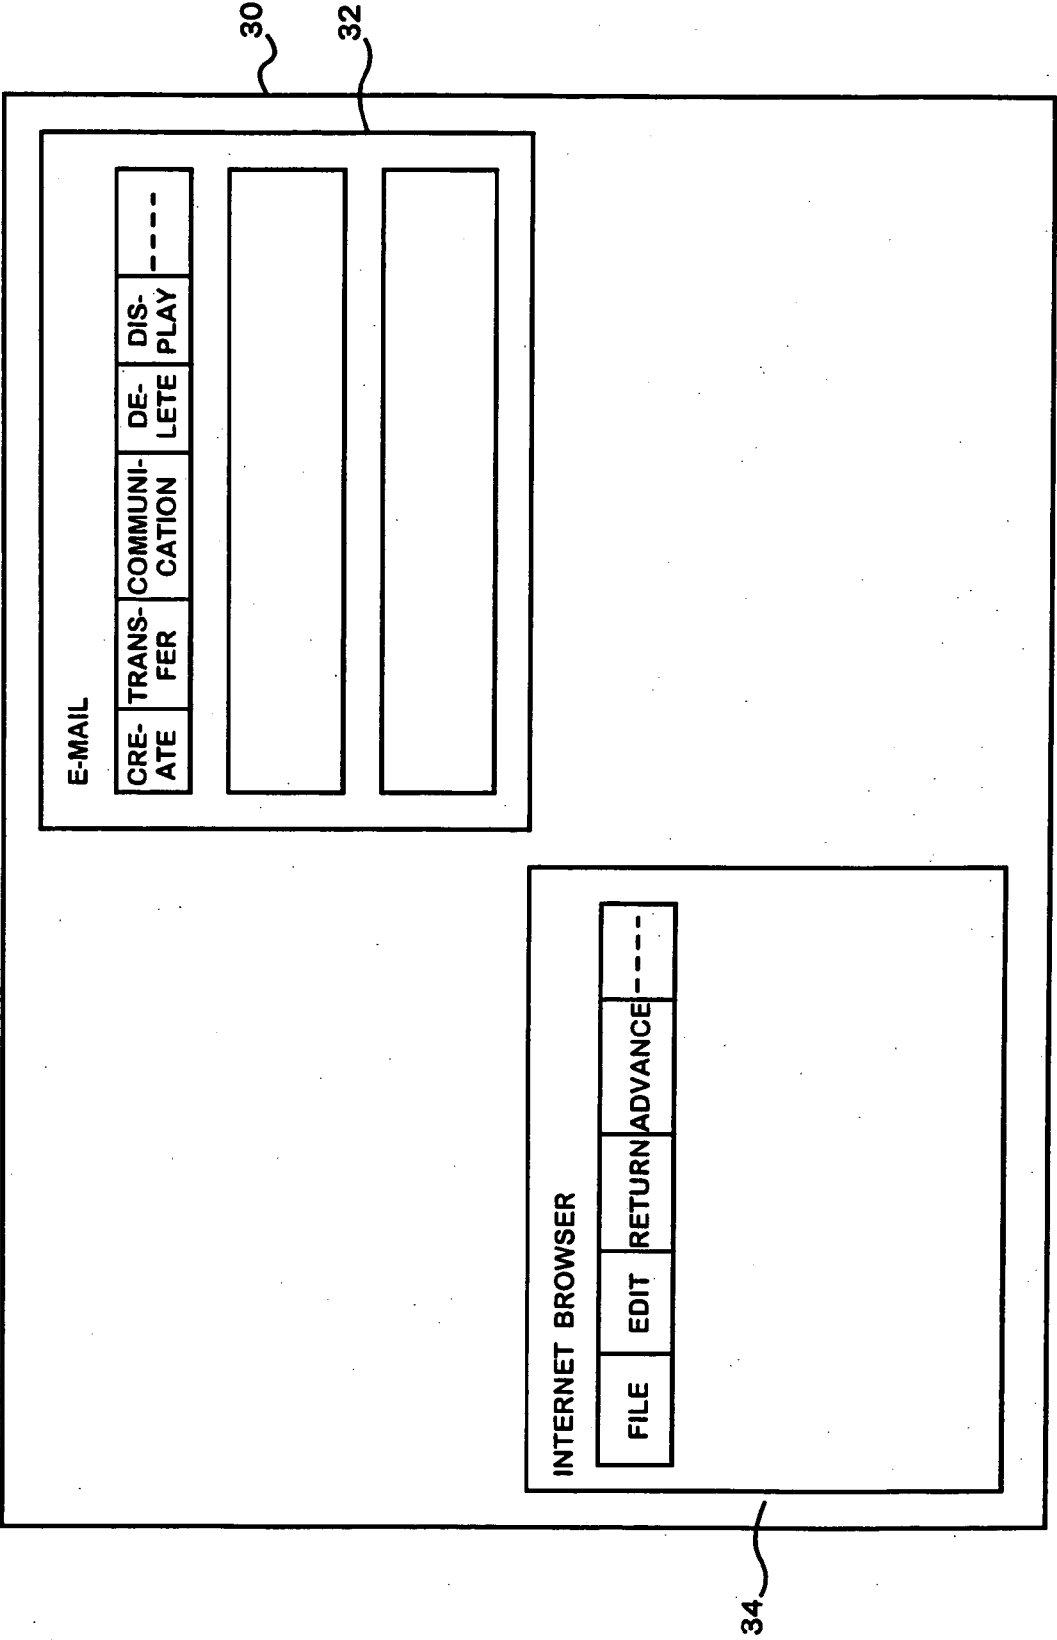 30
32
E-MAIL
CRE-
ATE
TRANS-
FER
COMMUNI-
CATION
DE-
LETE
DIS-
PLAY
----
INTERNET BROWSER
FILE
EDIT
RETURN
ADVANCE
----
34